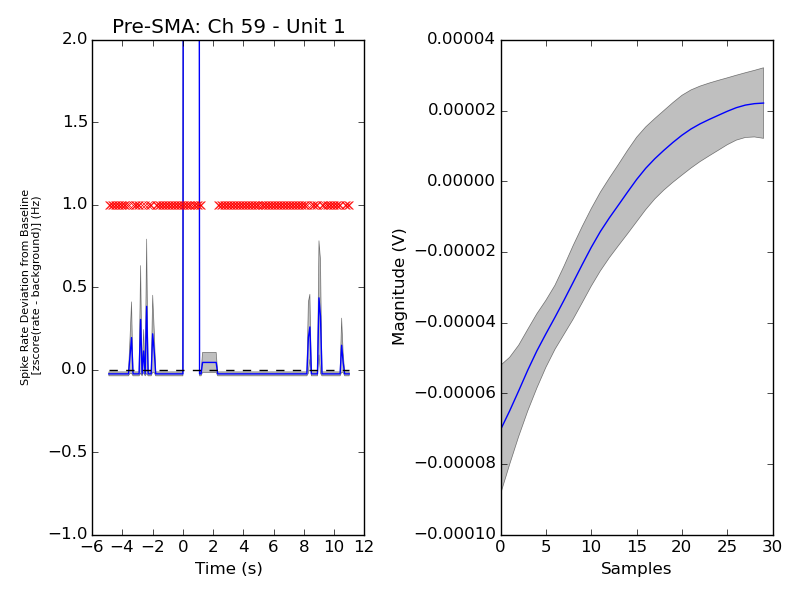 Pre-SMA: Ch 59 - Unit 1
2.0
1.5
1.0
0.5
0.0
−0.5
−1.0
−6 −4 −2 0 2 4 6 8 10 12
Time (s)
Spike Rate Deviation from Baseline
[zscore(rate - background)] (Hz)
0.00004
0.00002
0.00000
−0.00002
−0.00004
−0.00006
−0.00008
−0.00010
0 5 10 15 20 25 30
Samples
Magnitude (V)